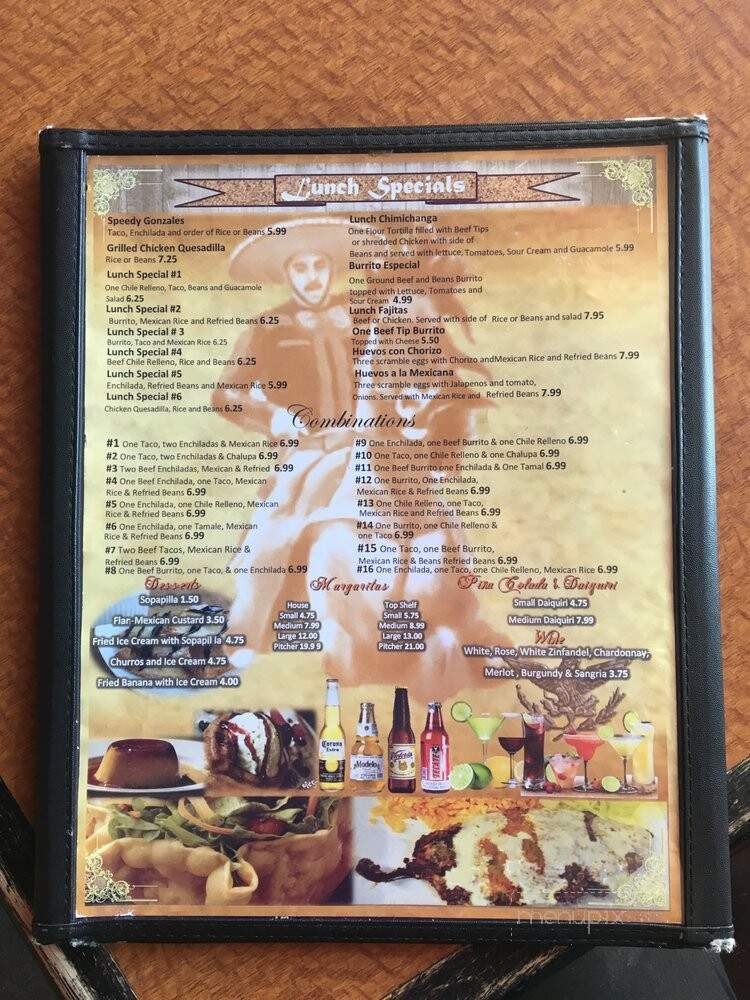 Lunch Specials
Speedy Gonzales
Taco, Enchilada and order of Rice or Beans 5.99
Grilled Chicken Quesadilla
Rice or Beans 7.25
Lunch Special #1
One Chile Relleno, Taco, Beans and Guacamole
Salad 6.25
Lunch Special #2
Burrito, Mexican Rice and Refried Beans 6.25
Lunch Special # 3
Burrito, Taco and Mexican Rice 6.25
Lunch Special #4
Beef Chile Relleno, Rice and Beans 6.25
Lunch Special #5
Enchilada, Refried Beans and Mexican Rice 5.99
Lunch Special #6
Chicken Quesadilla, Rice and Beans 6.25
Lunch Chimichanga
One Flour Tortilla filled with Beef Tips
or shredded Chicken with side of
Beans and served with lettuce, Tomatoes, Sour Cream and Guacamole 5.99
Burrito Especial
One Ground Beef and Beans Burrito
topped with Lettuce, Tomatoes and
Sour Cream 4.99
Lunch Fajitas
Beef or Chicken. Served with side of Rice or Beans and salad 7.95
One Beef Tip Burrito
Topped with Cheese 5.50
Huevos con Chorizo
Three scramble eggs with Chorizo andMexican Rice and Refried Beans 7.99
Huevos a la Mexicana
Three scramble eggs with Jalapenos and tomato,
Onions. Served with Mexican Rice and Refried Beans 7.99
Combinations
#1 One Taco, two Enchiladas & Mexican Rice 6.99
#2 One Taco, two Enchiladas & Chalupa 6.99
#3 Two Beef Enchiladas, Mexican & Refried 6.99
#4 One Beef Enchilada, one Taco, Mexican
Rice & Refried Beans 6.99
#5 One Enchilada, one Chile Relleno, Mexican
Rice & Refried Beans 6.99
#6 One Enchilada, one Tamale, Mexican
Rice & Refried Beans 6.99
#7 Two Beef Tacos, Mexican Rice &
Refried Beans 6.99
#8 One Beef Burrito, one Taco, & one Enchilada 6.99
#9 One Enchilada, one Beef Burrito & one Chile Relleno 6.99
#10 One Taco, one Chile Relleno & one Chalupa 6.99
#11 One Beef Burrito one Enchilada & One Tamal 6.99
#12 One Burrito, One Enchilada,
Mexican Rice & Refried Beans 6.99
#13 One Chile Relleno, one Taco,
Mexican Rice and Refried Beans 6.99
#14 One Burrito, one Chile Relleno &
one Taco 6.99
#15 One Taco, one Beef Burrito,
Mexican Rice & Beans Refried Beans 6.99
#16 One Enchilada, one Taco, one Chile Relleno, Mexican Rice 6.99
Desserts
Sopapilla 1.50
Flan-Mexican Custard 3.50
Fried Ice Cream with Sopapil la 4.75
Churros and Ice Cream 4.75
Fried Banana with Ice Cream 4.00
Margaritas
House
Small 4.75
Medium 7.99
Large 12.00
Pitcher 19.9 9
Top Shelf
Small 5.75
Medium 8.99
Large 13.00
Pitcher 21.00
Piña Colada & Daiquiri
Small Daiquiri 4.75
Medium Daiquiri 7.99
Wine
White, Rose, White Zinfandel, Chardonnay,
Merlot , Burgundy & Sangria 3.75
Corona
Extra
Modelo
Victoria
TECATE
menupix